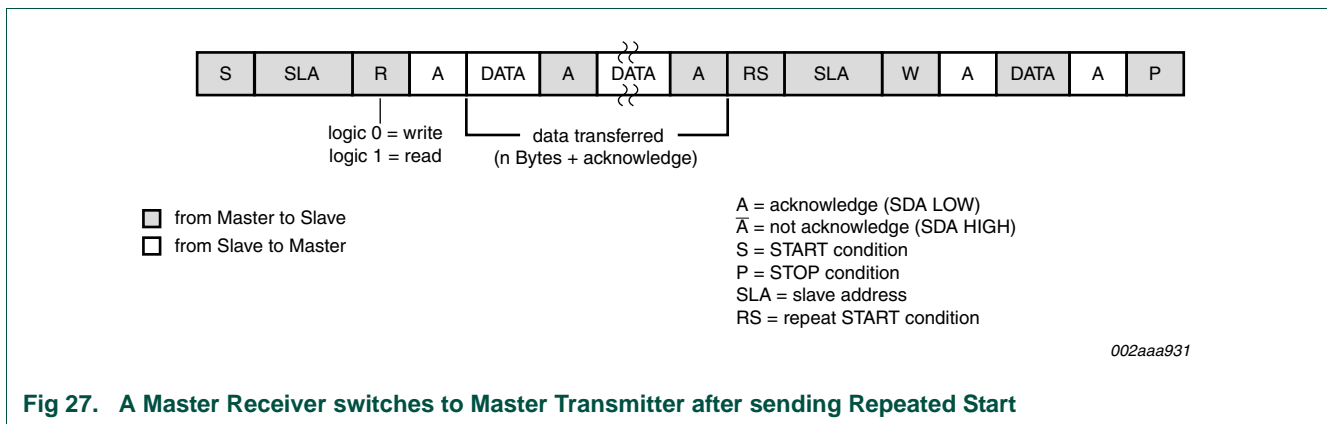 S SLA R A DATA A DATA A RS SLA W A DATA A P
logic 0 = write
logic 1 = read
data transferred
(n Bytes + acknowledge)
from Master to Slave
from Slave to Master
A = acknowledge (SDA LOW)
A̅ = not acknowledge (SDA HIGH)
S = START condition
P = STOP condition
SLA = slave address
RS = repeat START condition
002aaa931
Fig 27. A Master Receiver switches to Master Transmitter after sending Repeated Start